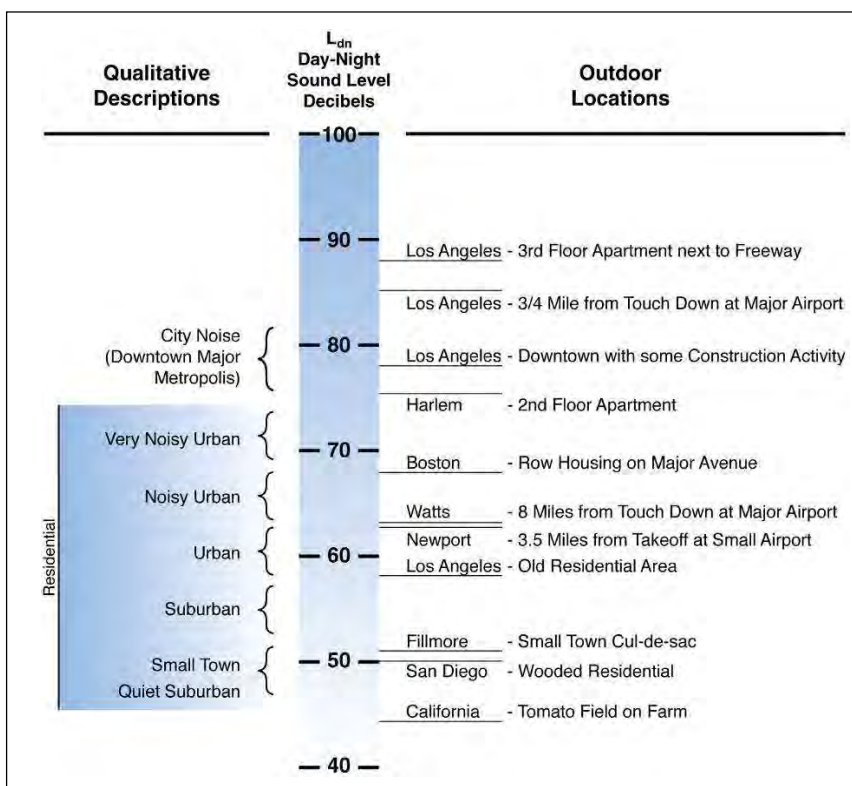 Qualitative
Descriptions
L_dn
Day-Night
Sound Level
Decibels
Outdoor
Locations
100
90
80
70
60
50
40
City Noise
(Downtown Major
Metropolis)
Very Noisy Urban
Noisy Urban
Urban
Suburban
Small Town
Quiet Suburban
Residential
Los Angeles - 3rd Floor Apartment next to Freeway
Los Angeles - 3/4 Mile from Touch Down at Major Airport
Los Angeles - Downtown with some Construction Activity
Harlem - 2nd Floor Apartment
Boston - Row Housing on Major Avenue
Watts - 8 Miles from Touch Down at Major Airport
Newport - 3.5 Miles from Takeoff at Small Airport
Los Angeles - Old Residential Area
Fillmore - Small Town Cul-de-sac
San Diego - Wooded Residential
California - Tomato Field on Farm